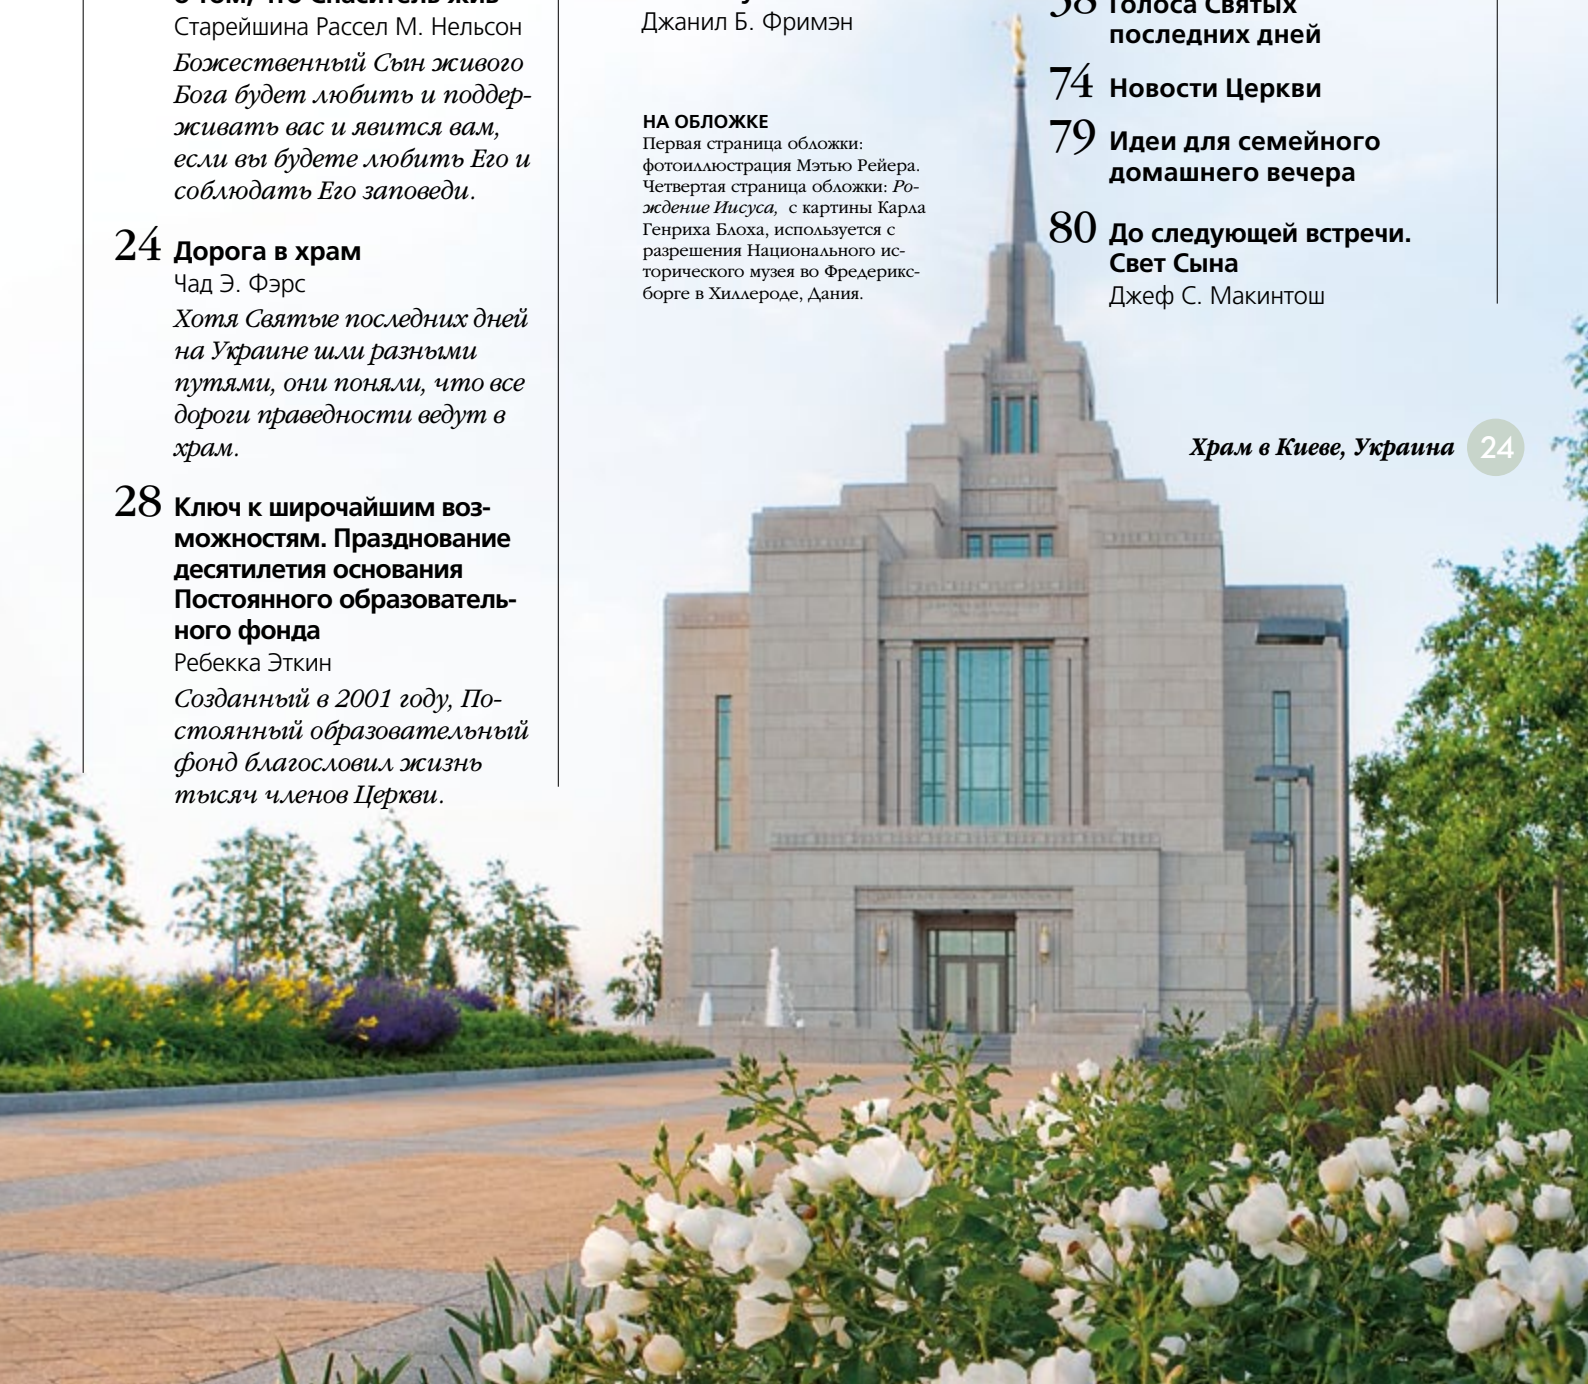 Старейшина Рассел М. Нельсон
Божественный Сын живого
Бога будет любить и поддер-
живать вас и явится вам,
если вы будете любить Его и
соблюдать Его заповеди.
24 Дорога в храм
Чад Э. Фэрс
Хотя Святые последних дней
на Украине шли разными
путями, они поняли, что все
дороги праведности ведут в
храм.
28 Ключ к широчайшим воз-
можностям. Празднование
десятилетия основания
Постоянного образователь-
ного фонда
Ребекка Эткин
Созданный в 2001 году, По-
стоянный образовательный
фонд благословил жизнь
тысяч членов Церкви.
Джанил Б. Фримэн
НА ОБЛОЖКЕ
Первая страница обложки:
фотоиллюстрация Мэтью Рейера.
Четвертая страница обложки: Ро-
ждение Иисуса, с картины Карла
Генриха Блоха, используется с
разрешения Национального ис-
торического музея во Фредерикс-
борге в Хиллероде, Дания.
Голоса Святых
последних дней
74 Новости Церкви
79 Идеи для семейного
домашнего вечера
80 До следующей встречи.
Свет Сына
Джеф С. Макинтош
Храм в Киеве, Украина 24